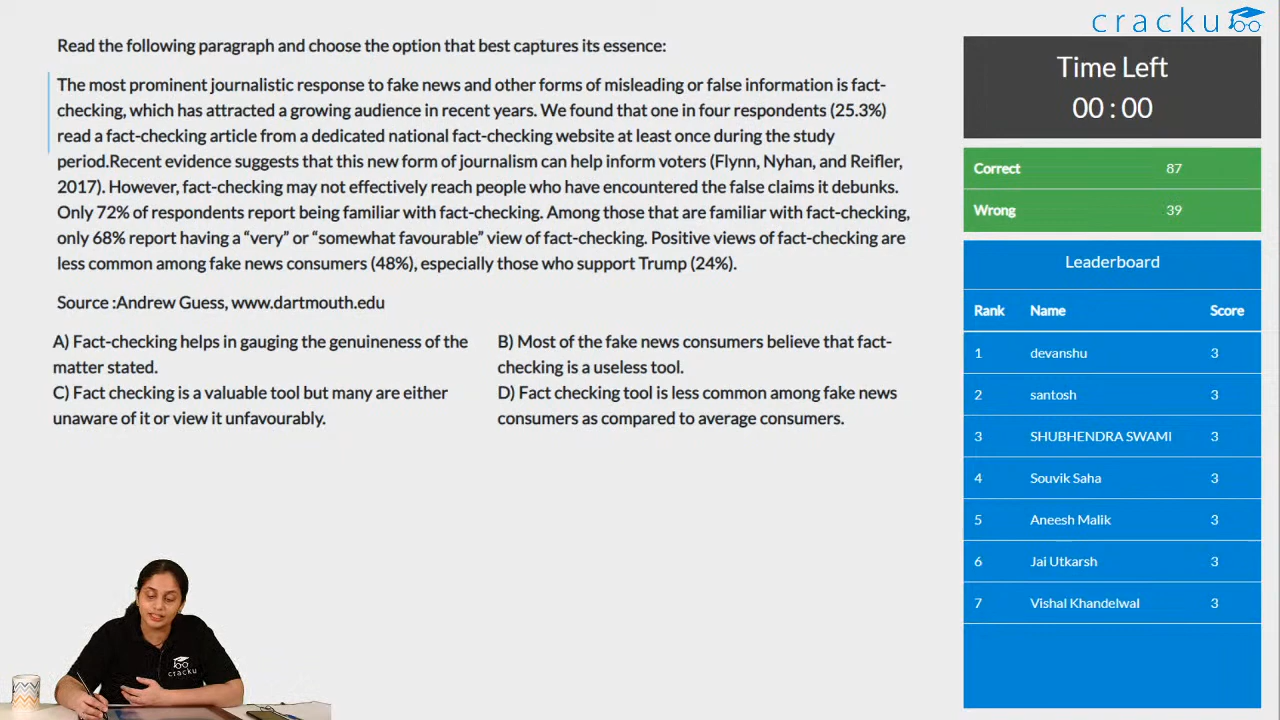 cracku
Read the following paragraph and choose the option that best captures its essence:
The most prominent journalistic response to fake news and other forms of misleading or false information is fact-
checking, which has attracted a growing audience in recent years. We found that one in four respondents (25.3%)
read a fact-checking article from a dedicated national fact-checking website at least once during the study
period.Recent evidence suggests that this new form of journalism can help inform voters (Flynn, Nyhan, and Reifler,
2017). However, fact-checking may not effectively reach people who have encountered the false claims it debunks.
Only 72% of respondents report being familiar with fact-checking. Among those that are familiar with fact-checking,
only 68% report having a “very” or “somewhat favourable” view of fact-checking. Positive views of fact-checking are
less common among fake news consumers (48%), especially those who support Trump (24%).
Source :Andrew Guess, www.dartmouth.edu
A) Fact-checking helps in gauging the genuineness of the
matter stated.
B) Most of the fake news consumers believe that fact-
checking is a useless tool.
C) Fact checking is a valuable tool but many are either
unaware of it or view it unfavourably.
D) Fact checking tool is less common among fake news
consumers as compared to average consumers.
Time Left
00 : 00
Correct 87
Wrong 39
Leaderboard
Rank Name Score
1 devanshu 3
2 santosh 3
3 SHUBHENDRA SWAMI 3
4 Souvik Saha 3
5 Aneesh Malik 3
6 Jai Utkarsh 3
7 Vishal Khandelwal 3
cracku